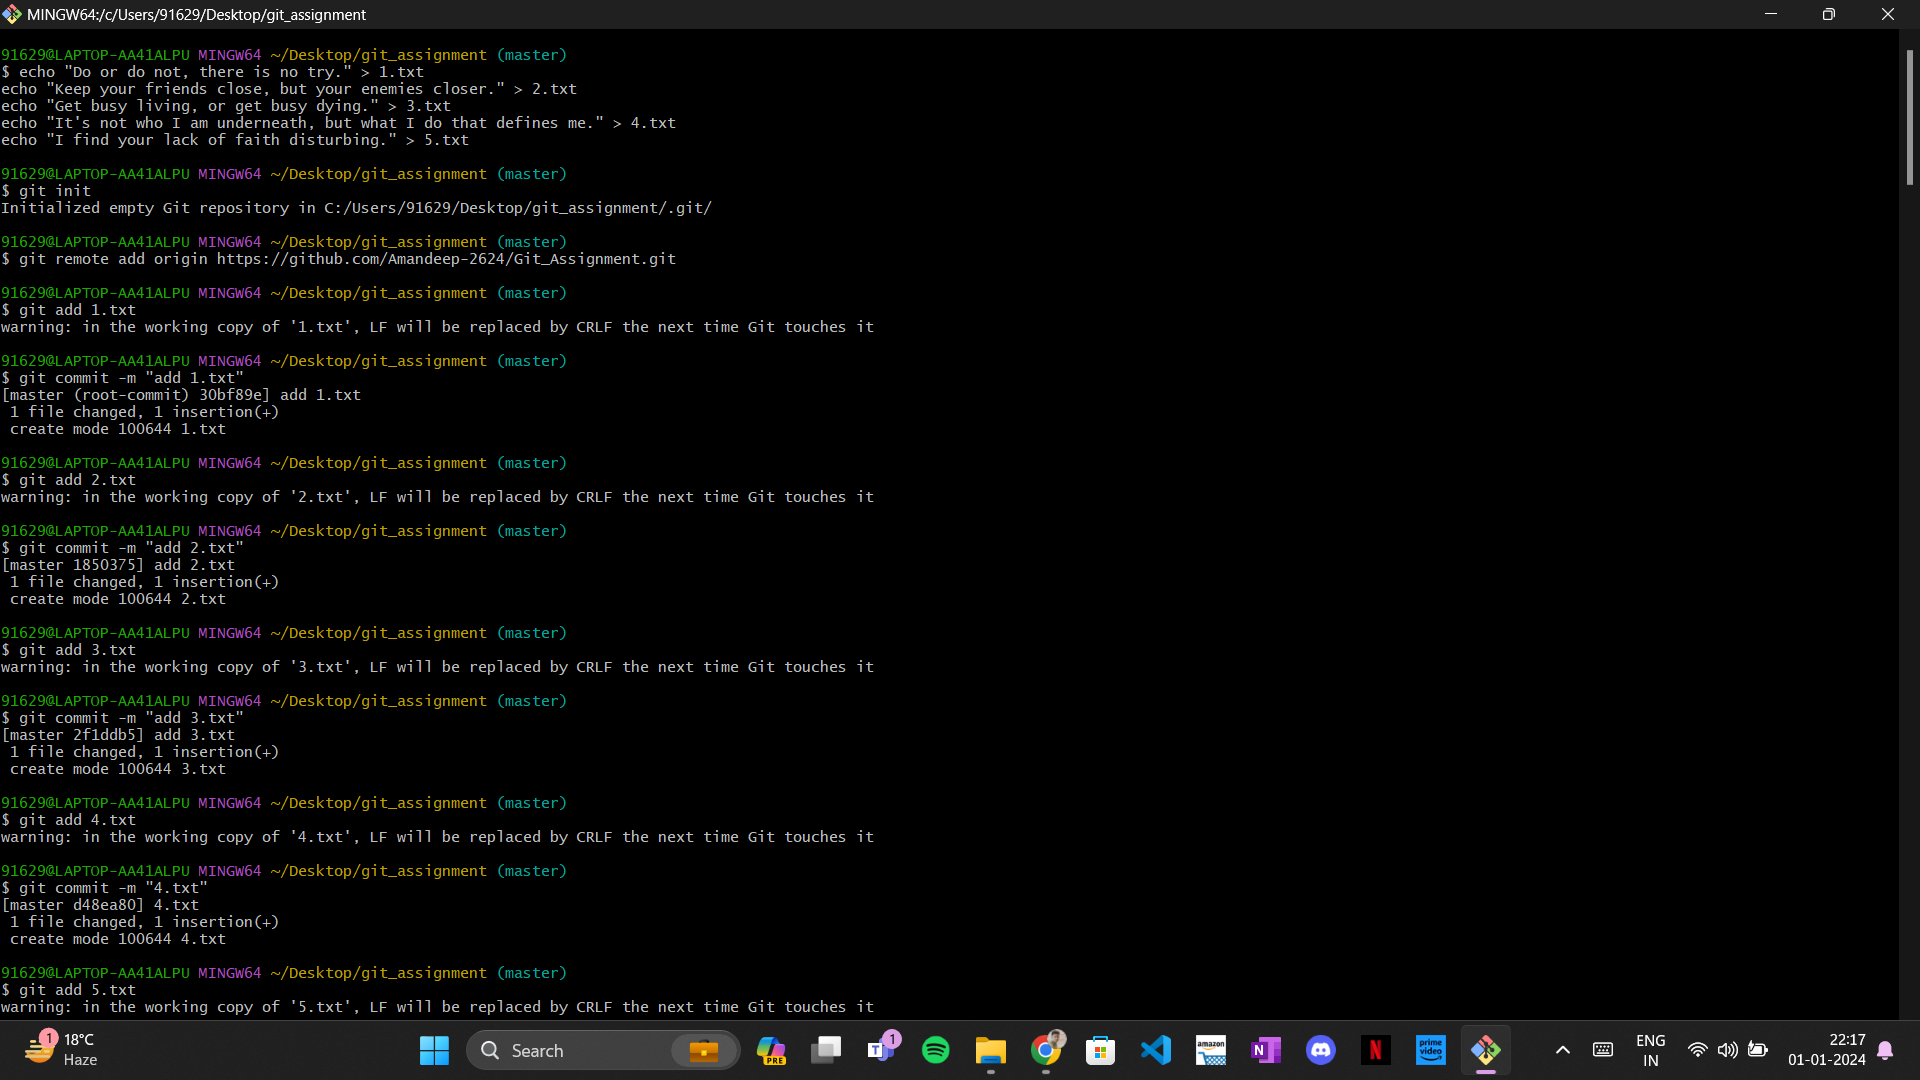 MINGW64:/c/Users/91629/Desktop/git_assignment
91629@LAPTOP-AA41ALPU MINGW64 ~/Desktop/git_assignment (master)
$ echo "Do or do not, there is no try." > 1.txt
echo "Keep your friends close, but your enemies closer." > 2.txt
echo "Get busy living, or get busy dying." > 3.txt
echo "It's not who I am underneath, but what I do that defines me." > 4.txt
echo "I find your lack of faith disturbing." > 5.txt
91629@LAPTOP-AA41ALPU MINGW64 ~/Desktop/git_assignment (master)
$ git init
Initialized empty Git repository in C:/Users/91629/Desktop/git_assignment/.git/
91629@LAPTOP-AA41ALPU MINGW64 ~/Desktop/git_assignment (master)
$ git remote add origin https://github.com/Amandeep-2624/Git_Assignment.git
91629@LAPTOP-AA41ALPU MINGW64 ~/Desktop/git_assignment (master)
$ git add 1.txt
warning: in the working copy of '1.txt', LF will be replaced by CRLF the next time Git touches it
91629@LAPTOP-AA41ALPU MINGW64 ~/Desktop/git_assignment (master)
$ git commit -m "add 1.txt"
[master (root-commit) 30bf89e] add 1.txt
 1 file changed, 1 insertion(+)
 create mode 100644 1.txt
91629@LAPTOP-AA41ALPU MINGW64 ~/Desktop/git_assignment (master)
$ git add 2.txt
warning: in the working copy of '2.txt', LF will be replaced by CRLF the next time Git touches it
91629@LAPTOP-AA41ALPU MINGW64 ~/Desktop/git_assignment (master)
$ git commit -m "add 2.txt"
[master 1850375] add 2.txt
 1 file changed, 1 insertion(+)
 create mode 100644 2.txt
91629@LAPTOP-AA41ALPU MINGW64 ~/Desktop/git_assignment (master)
$ git add 3.txt
warning: in the working copy of '3.txt', LF will be replaced by CRLF the next time Git touches it
91629@LAPTOP-AA41ALPU MINGW64 ~/Desktop/git_assignment (master)
$ git commit -m "add 3.txt"
[master 2f1ddb5] add 3.txt
 1 file changed, 1 insertion(+)
 create mode 100644 3.txt
91629@LAPTOP-AA41ALPU MINGW64 ~/Desktop/git_assignment (master)
$ git add 4.txt
warning: in the working copy of '4.txt', LF will be replaced by CRLF the next time Git touches it
91629@LAPTOP-AA41ALPU MINGW64 ~/Desktop/git_assignment (master)
$ git commit -m "4.txt"
[master d48ea80] 4.txt
 1 file changed, 1 insertion(+)
 create mode 100644 4.txt
91629@LAPTOP-AA41ALPU MINGW64 ~/Desktop/git_assignment (master)
$ git add 5.txt
warning: in the working copy of '5.txt', LF will be replaced by CRLF the next time Git touches it
1
18°C
Haze
Search
PRE
T
1
amazon
N
N
prime video
ENG
IN
22:17
01-01-2024